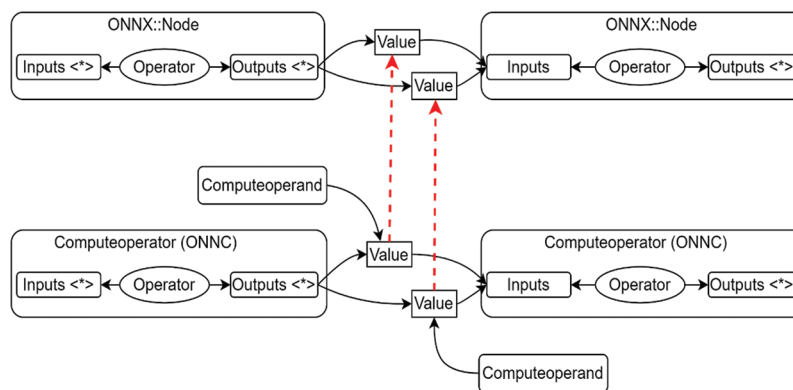 ONNX::Node
Inputs <*>
Operator
Outputs <*>
Value
Value
ONNX::Node
Inputs
Operator
Outputs <*>
Computeoperand
Computeoperator (ONNC)
Inputs <*>
Operator
Outputs <*>
Value
Value
Computeoperator (ONNC)
Inputs
Operator
Outputs <*>
Computeoperand